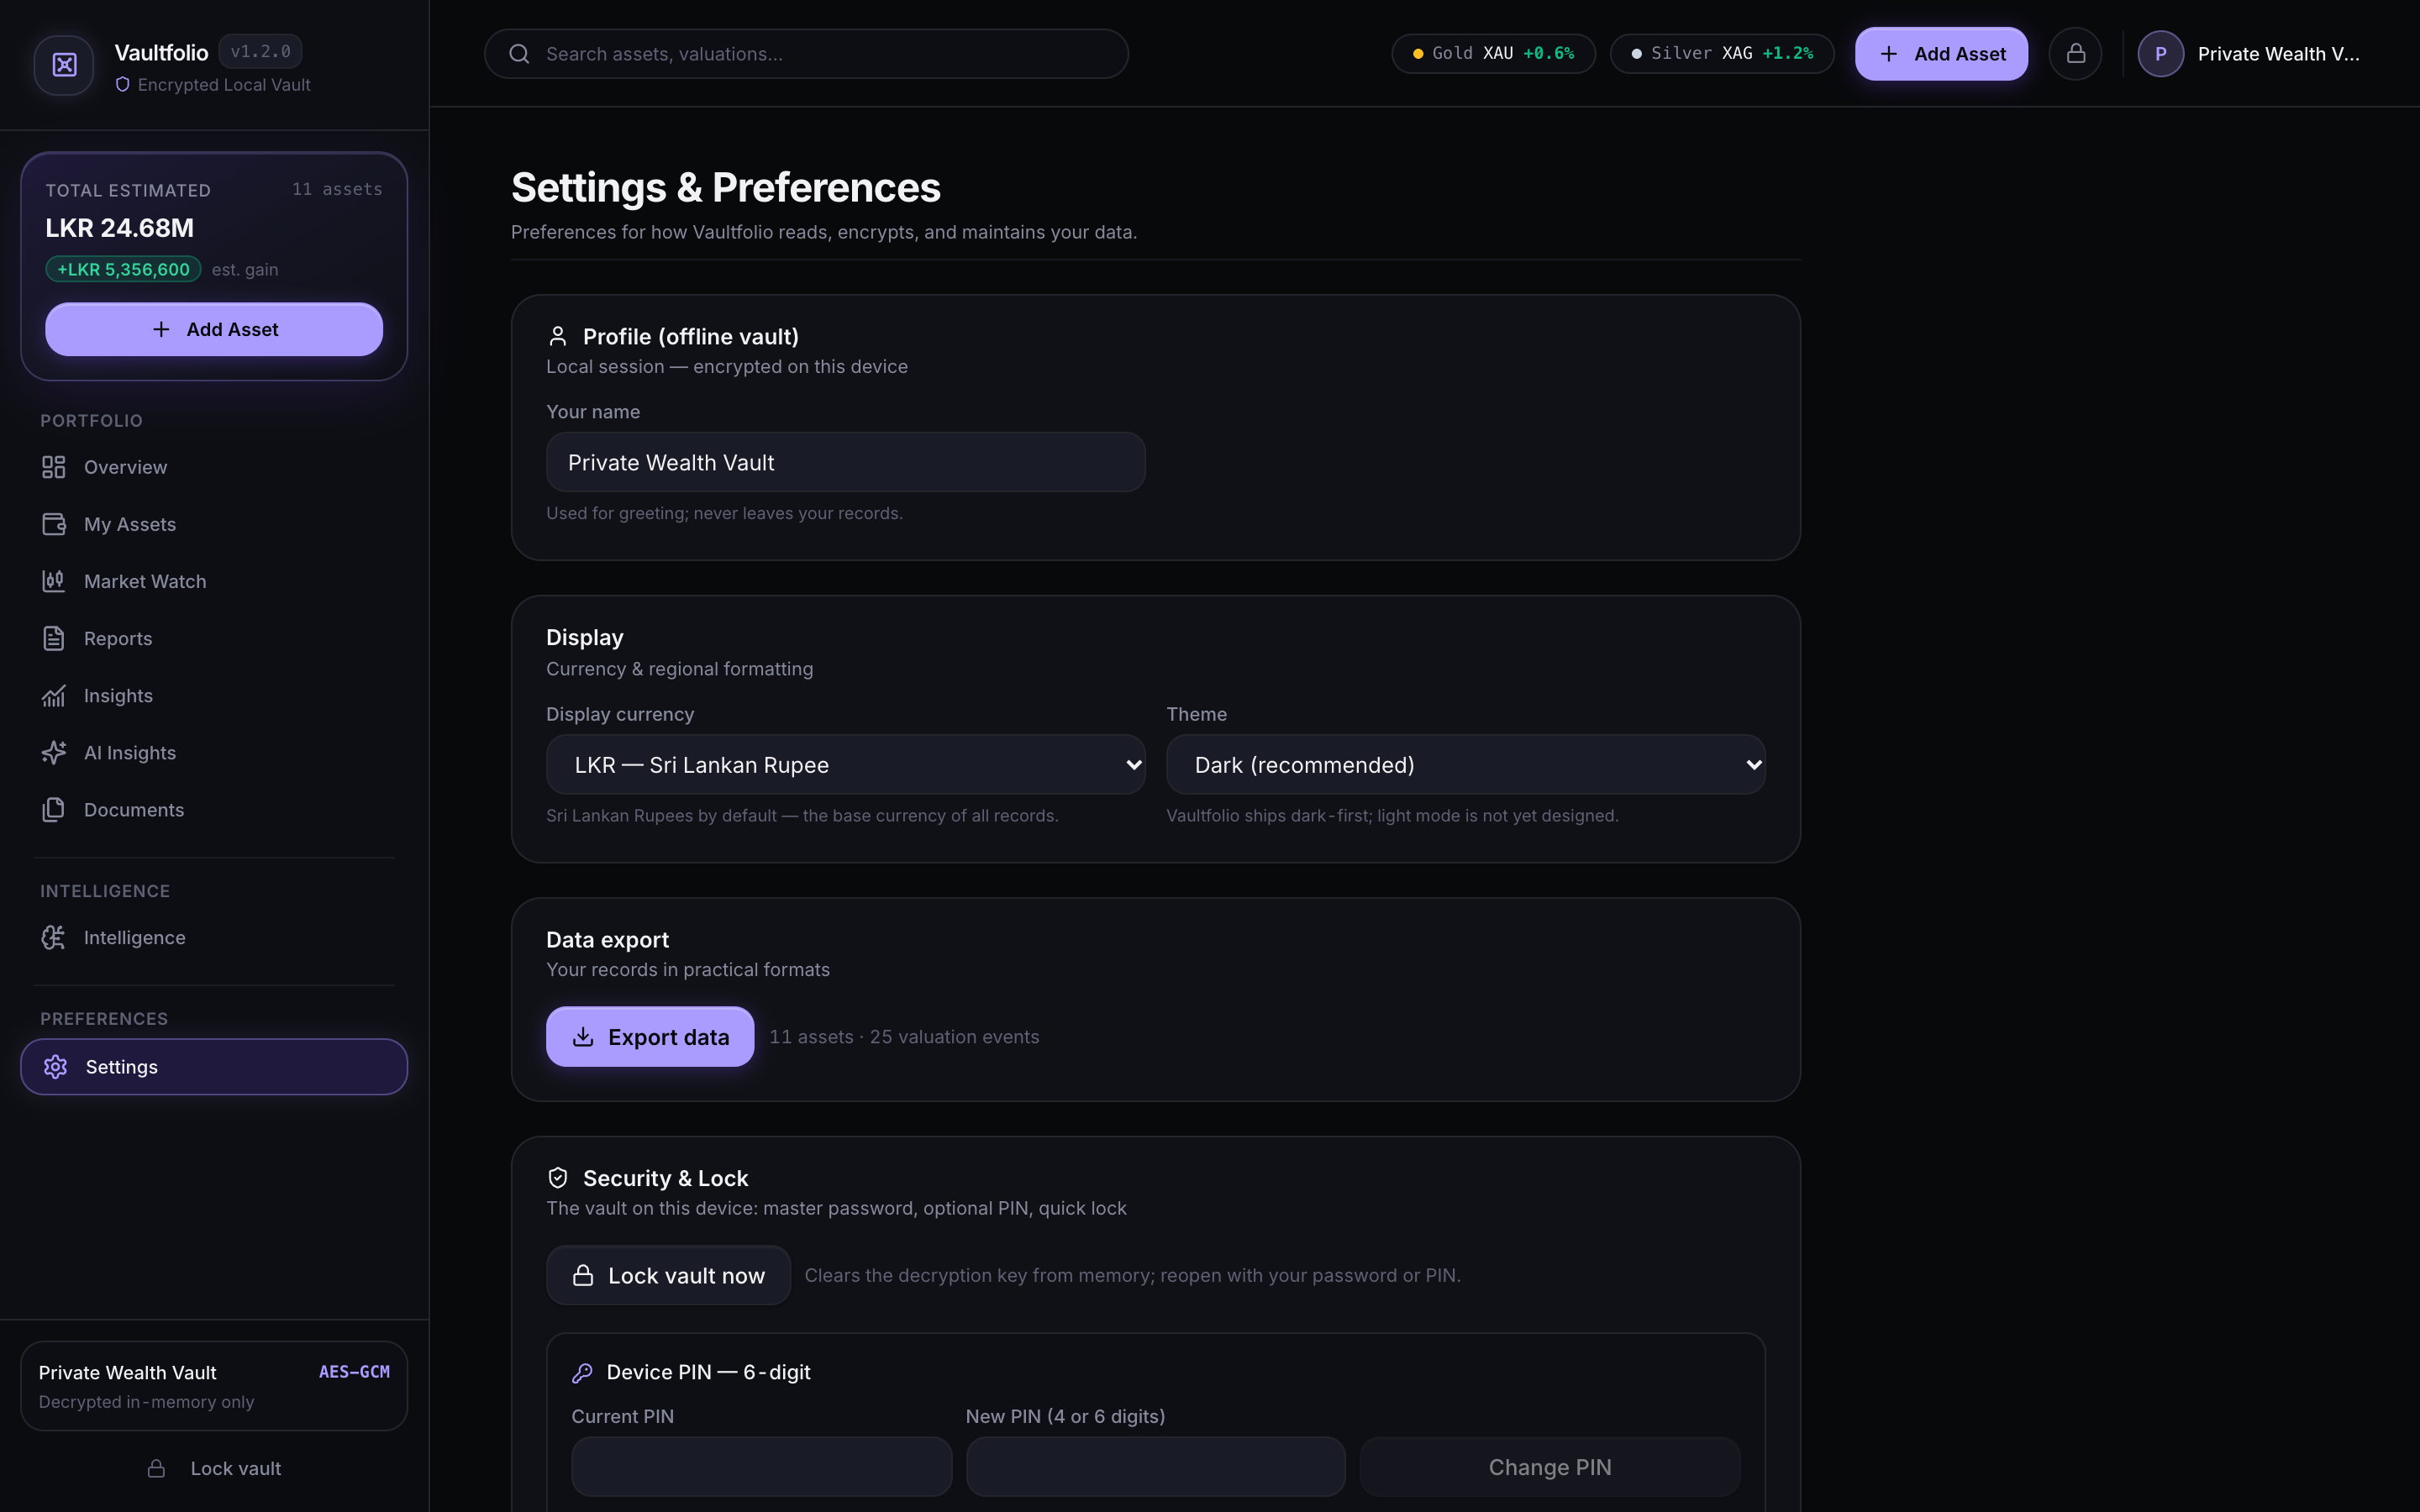 Vaultfolio v1.2.0
Encrypted Local Vault
TOTAL ESTIMATED 11 assets
LKR 24.68M
+LKR 5,356,600 est. gain
Add Asset
PORTFOLIO
Overview
My Assets
Market Watch
Reports
Insights
AI Insights
Documents
INTELLIGENCE
Intelligence
PREFERENCES
Settings
Private Wealth Vault AES-GCM
Decrypted in-memory only
Lock vault
Search assets, valuations...
Gold XAU +0.6%
Silver XAG +1.2%
Add Asset
P Private Wealth V...
Settings & Preferences
Preferences for how Vaultfolio reads, encrypts, and maintains your data.
Profile (offline vault)
Local session — encrypted on this device
Your name
Private Wealth Vault
Used for greeting; never leaves your records.
Display
Currency & regional formatting
Display currency
LKR — Sri Lankan Rupee
Sri Lankan Rupees by default — the base currency of all records.
Theme
Dark (recommended)
Vaultfolio ships dark-first; light mode is not yet designed.
Data export
Your records in practical formats
Export data 11 assets · 25 valuation events
Security & Lock
The vault on this device: master password, optional PIN, quick lock
Lock vault now Clears the decryption key from memory; reopen with your password or PIN.
Device PIN — 6-digit
Current PIN
New PIN (4 or 6 digits)
Change PIN